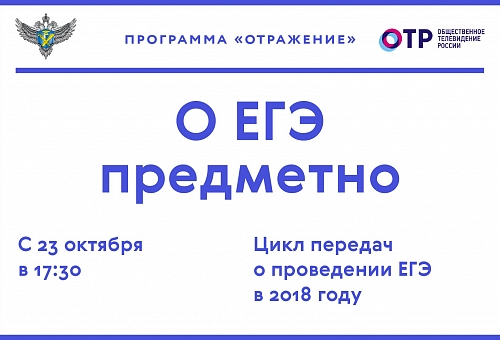 ПРОГРАММА «ОТРАЖЕНИЕ»
ОТР
ОБЩЕСТВЕННОЕ
ТЕЛЕВИДЕНИЕ
РОССИИ
О ЕГЭ
предметно
С 23 октября
в 17:30
Цикл передач
о проведении ЕГЭ
в 2018 году